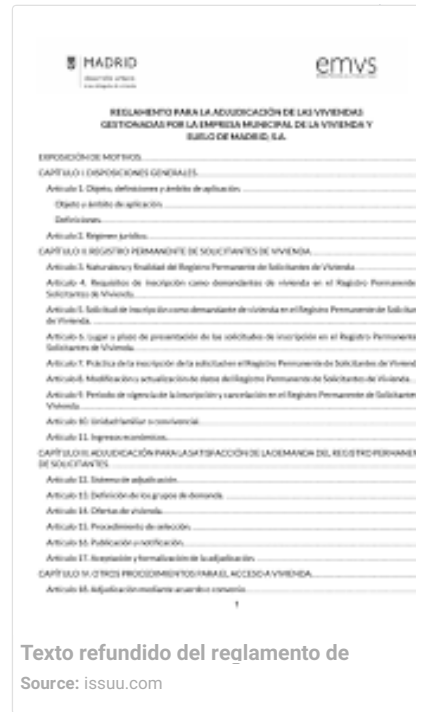 MADRID
emvs
REGLAMENTO PARA LA ADJUDICACIÓN DE LAS VIVIENDAS
GESTIONADAS POR LA EMPRESA MUNICIPAL DE LA VIVIENDA Y
SUELO DE MADRID, S.A.
EXPOSICIÓN DE MOTIVOS
CAPÍTULO I. DISPOSICIONES GENERALES
Artículo 1. Objeto, definiciones y ámbito de aplicación
Objeto y ámbito de aplicación
Definiciones
Artículo 2. Régimen jurídico
CAPÍTULO II. REGISTRO PERMANENTE DE SOLICITANTES DE VIVIENDA
Artículo 3. Naturaleza y finalidad del Registro Permanente de Solicitantes de Vivienda
Artículo 4. Requisitos de inscripción como demandantes de vivienda en el Registro Permanente
Solicitantes de Vivienda
Artículo 5. Solicitud de inscripción como demandante de vivienda en el Registro Permanente de Solicitan
de Vivienda
Artículo 6. Lugar y plazo de presentación de las solicitudes de inscripción en el Registro Permanente
Solicitantes de Vivienda
Artículo 7. Práctica de la inscripción de la solicitud en el Registro Permanente de Solicitantes de Viviend
Artículo 8. Modificación y actualización de datos del Registro Permanente de Solicitantes de Vivienda
Artículo 9. Periodo de vigencia de la inscripción y cancelación en el Registro Permanente de Solicitantes
Vivienda
Artículo 10. Unidad familiar o convivencial
Artículo 11. Ingresos económicos
CAPÍTULO III. ADJUDICACIÓN PARA LA SATISFACCIÓN DE LA DEMANDA DEL REGISTRO PERMANEN
DE SOLICITANTES
Artículo 12. Sistema de adjudicación
Artículo 13. Definición de los grupos de demanda
Artículo 14. Ofertas de vivienda
Artículo 15. Procedimiento de selección
Artículo 16. Publicación y notificación
Artículo 17. Aceptación y formalización de la adjudicación
CAPÍTULO IV. OTROS PROCEDIMIENTOS PARA EL ACCESO A VIVIENDA
Artículo 18. Adjudicación mediante acuerdo o convenio
1
Texto refundido del reglamento de
Source: issuu.com